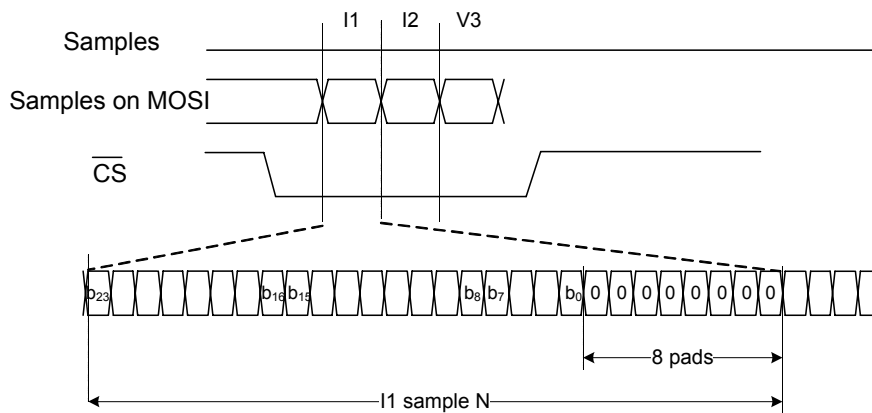 I1 I2 V3
Samples
Samples on MOSI
CS
b23 b16 b15 b8 b7 b0 0 0 0 0 0 0 0 0
8 pads
I1 sample N